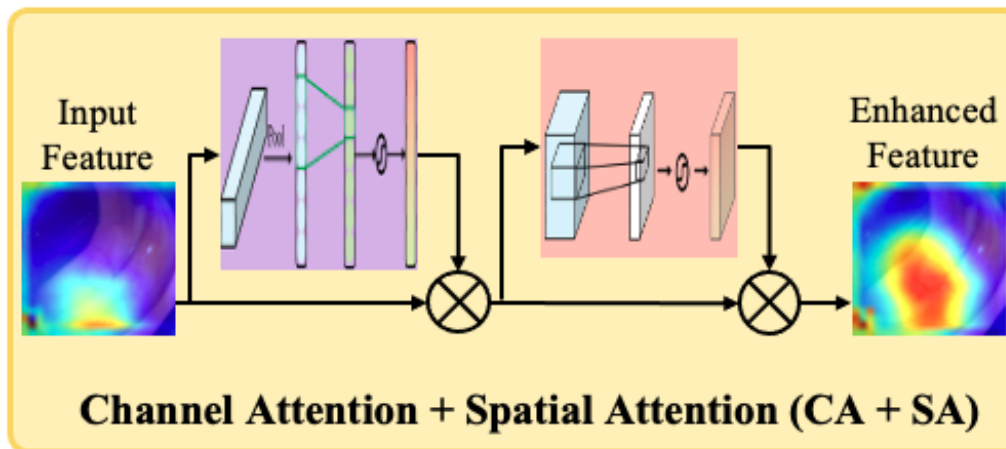 Input
Feature
Pool
Enhanced
Feature
Channel Attention + Spatial Attention (CA + SA)